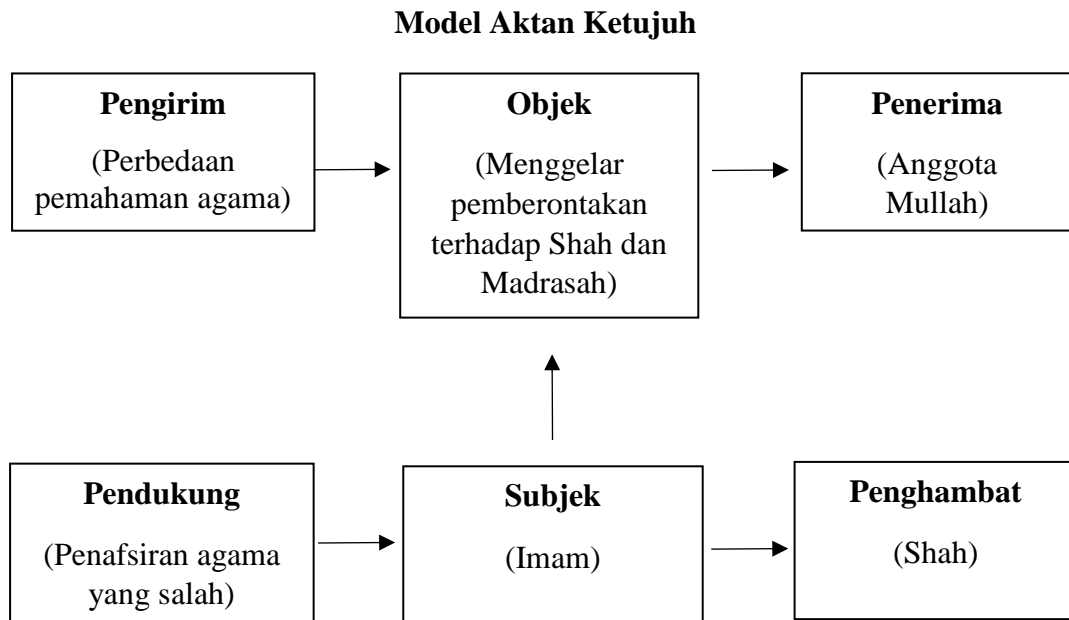 Model Aktan Ketujuh
Pengirim
(Perbedaan
pemahaman agama)
Objek
(Menggelar
pemberontakan
terhadap Shah dan
Madrasah)
Penerima
(Anggota
Mullah)
Pendukung
(Penafsiran agama
yang salah)
Subjek
(Imam)
Penghambat
(Shah)